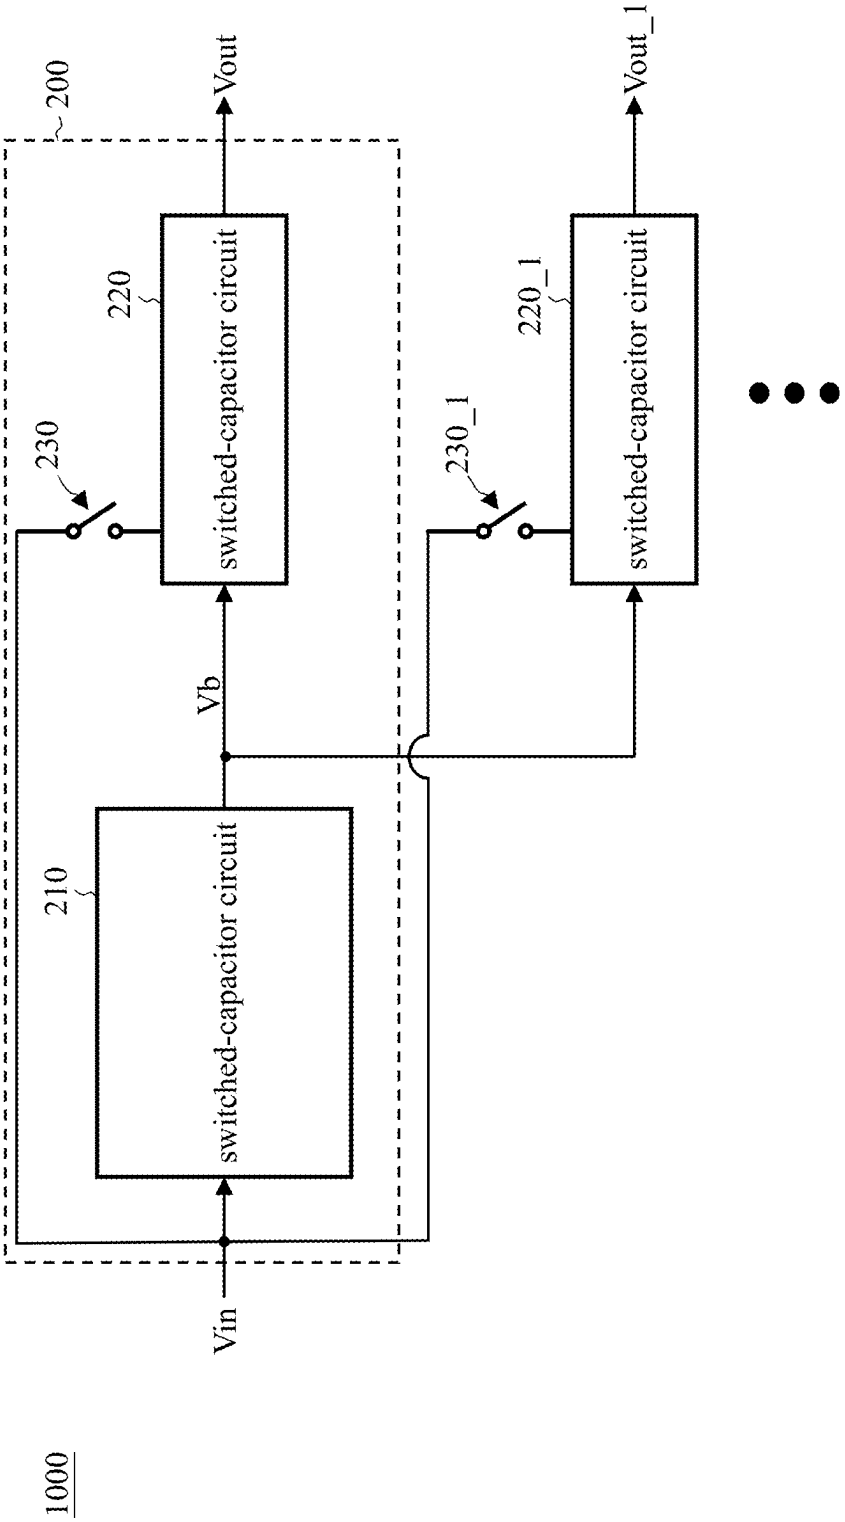 1000
200
230
220
210
Vin
switched-capacitor circuit
Vb
switched-capacitor circuit
Vout
230_1
220_1
switched-capacitor circuit
Vout_1